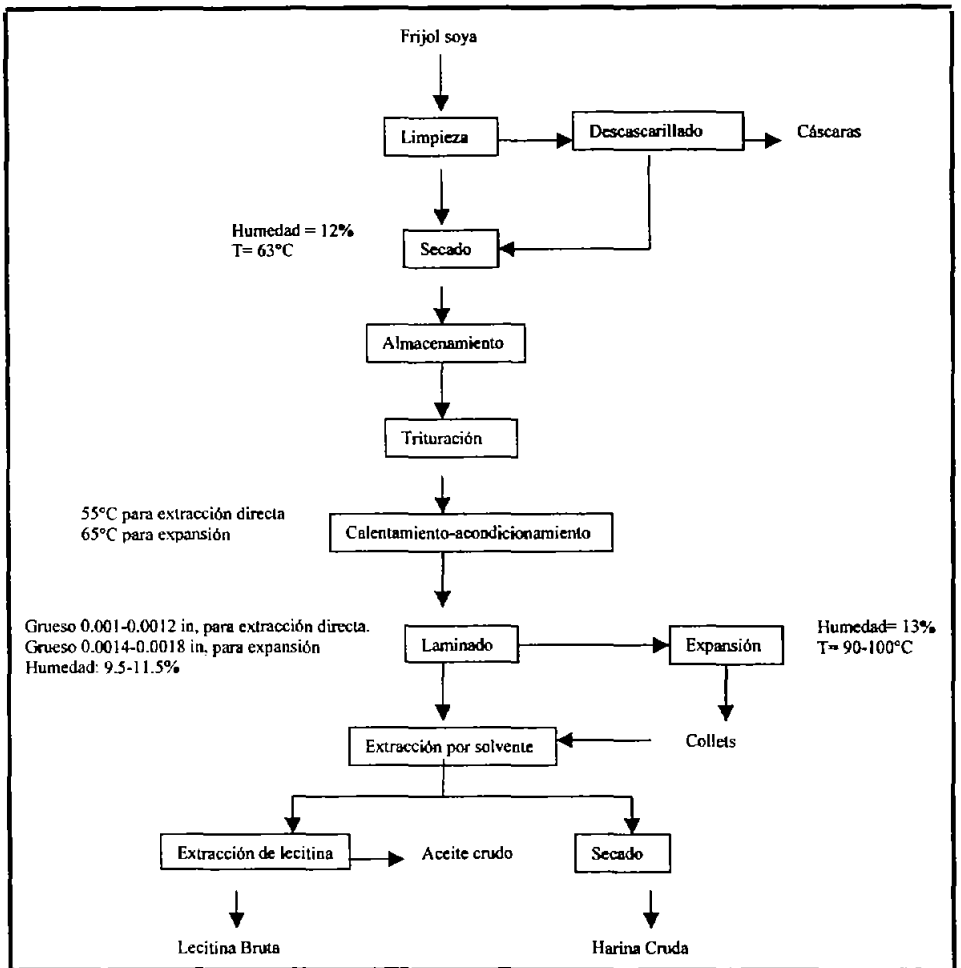 Frijol soya
Limpieza
Descascarillado
Cáscaras
Humedad = 12%
T= 63°C
Secado
Almacenamiento
Trituración
55°C para extracción directa
65°C para expansión
Calentamiento-acondicionamiento
Grueso 0.001-0.0012 in, para extracción directa.
Grueso 0.0014-0.0018 in, para expansión
Humedad: 9.5-11.5%
Laminado
Expansión
Humedad= 13%
T= 90-100°C
Extracción por solvente
Collets
Extracción de lecitina
Aceite crudo
Secado
Lecitina Bruta
Harina Cruda